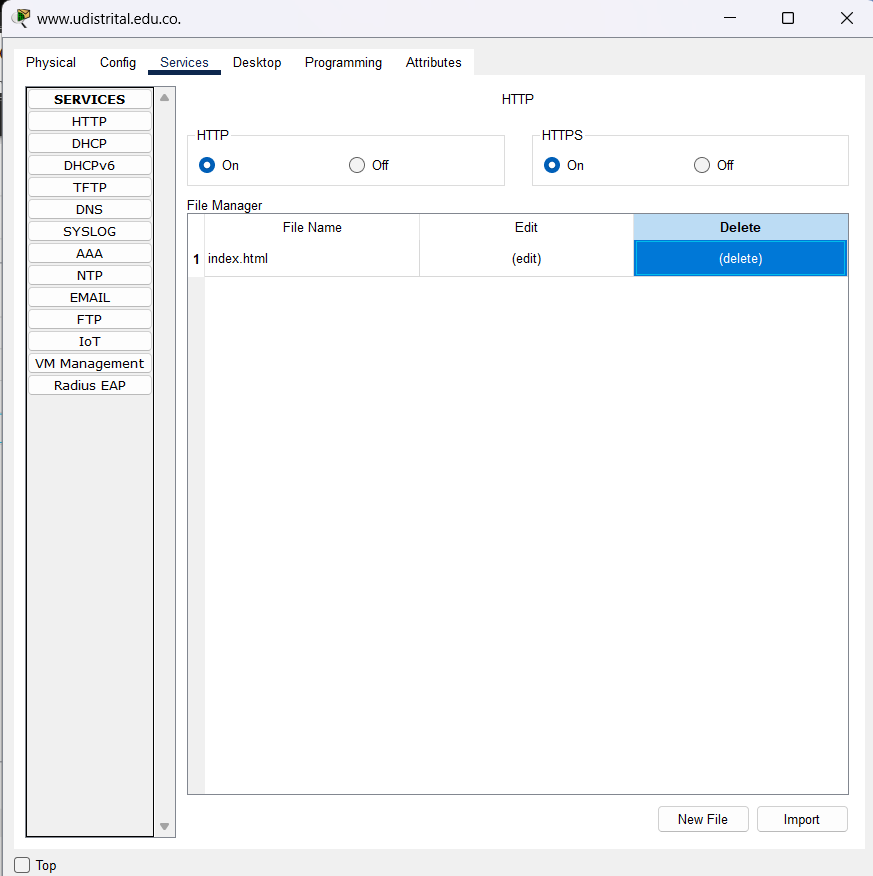 www.udistrital.edu.co.
Physical Config Services Desktop Programming Attributes
SERVICES
HTTP
DHCP
DHCPv6
TFTP
DNS
SYSLOG
AAA
NTP
EMAIL
FTP
IoT
VM Management
Radius EAP
HTTP
HTTP
On Off
HTTPS
On Off
File Manager
File Name Edit Delete
1 index.html (edit) (delete)
New File Import
Top